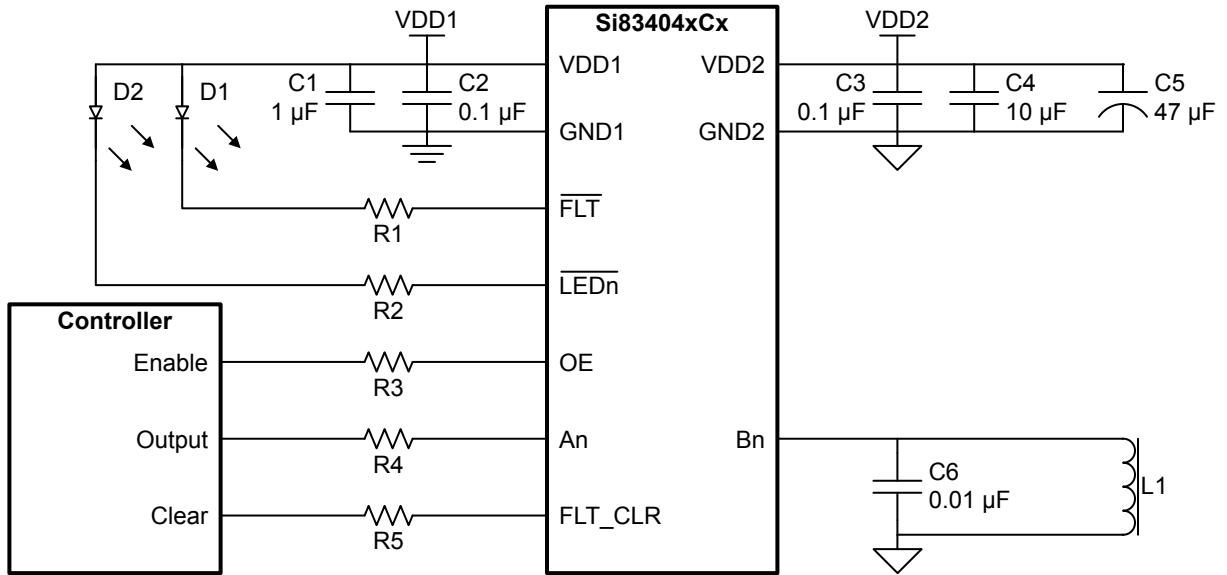 VDD1
Si83404xCx
VDD2
VDD1
VDD2
D2
D1
C1
1 µF
C2
0.1 µF
C3
0.1 µF
C4
10 µF
C5
47 µF
GND1
GND2
FLT
R1
LEDn
R2
Controller
Enable
R3
OE
Output
R4
An
Bn
C6
0.01 µF
L1
Clear
R5
FLT_CLR